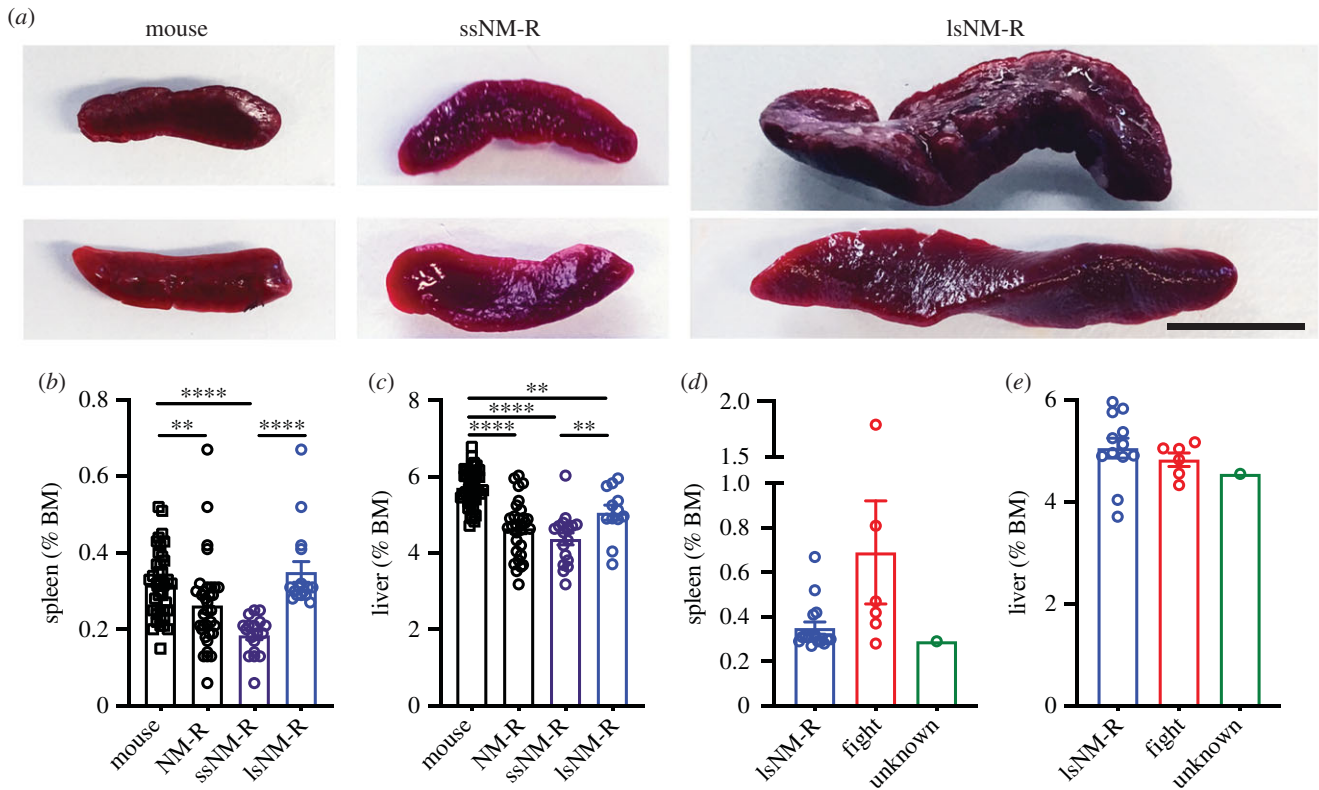 (a)
mouse
ssNM-R
lsNM-R
(b)
spleen (% BM)
0.8
0.6
0.4
0.2
0
****
**
****
mouse
NM-R
ssNM-R
lsNM-R
(c)
liver (% BM)
8
6
4
2
0
**
****
****
**
mouse
NM-R
ssNM-R
lsNM-R
(d)
spleen (% BM)
2.0
1.5
1.0
0.8
0.6
0.4
0.2
0
lsNM-R
fight
unknown
(e)
liver (% BM)
6
4
2
0
lsNM-R
fight
unknown